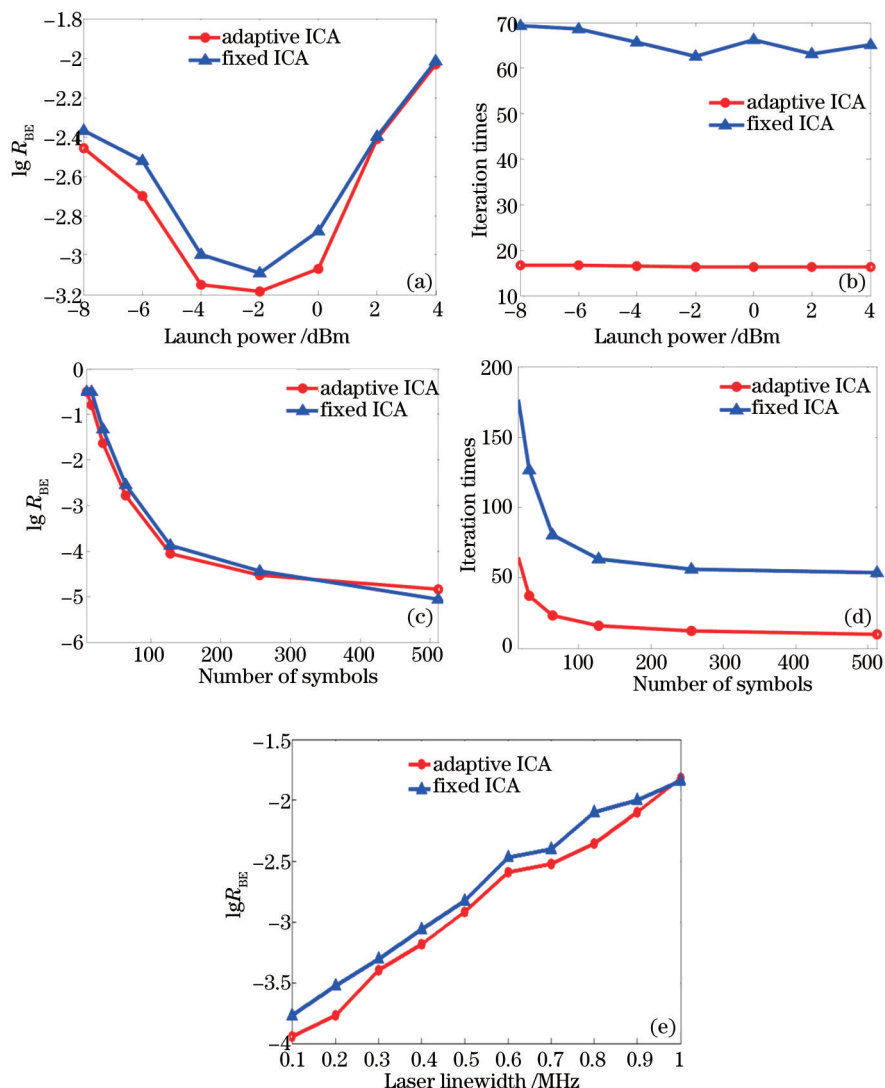 −1.8
−2
−2.2
−2.4
−2.6
−2.8
−3
−3.2
lg R_BE
adaptive ICA
fixed ICA
(a)
−8 −6 −4 −2 0 2 4
Launch power /dBm
70
60
50
40
30
20
10
Iteration times
adaptive ICA
fixed ICA
(b)
−8 −6 −4 −2 0 2 4
Launch power /dBm
0
−1
−2
−3
−4
−5
−6
lg R_BE
adaptive ICA
fixed ICA
(c)
100 200 300 400 500
Number of symbols
200
150
100
50
0
Iteration times
adaptive ICA
fixed ICA
(d)
100 200 300 400 500
Number of symbols
−1.5
−2
−2.5
−3
−3.5
−4
lgR_BE
adaptive ICA
fixed ICA
(e)
0.1 0.2 0.3 0.4 0.5 0.6 0.7 0.8 0.9 1
Laser linewidth /MHz